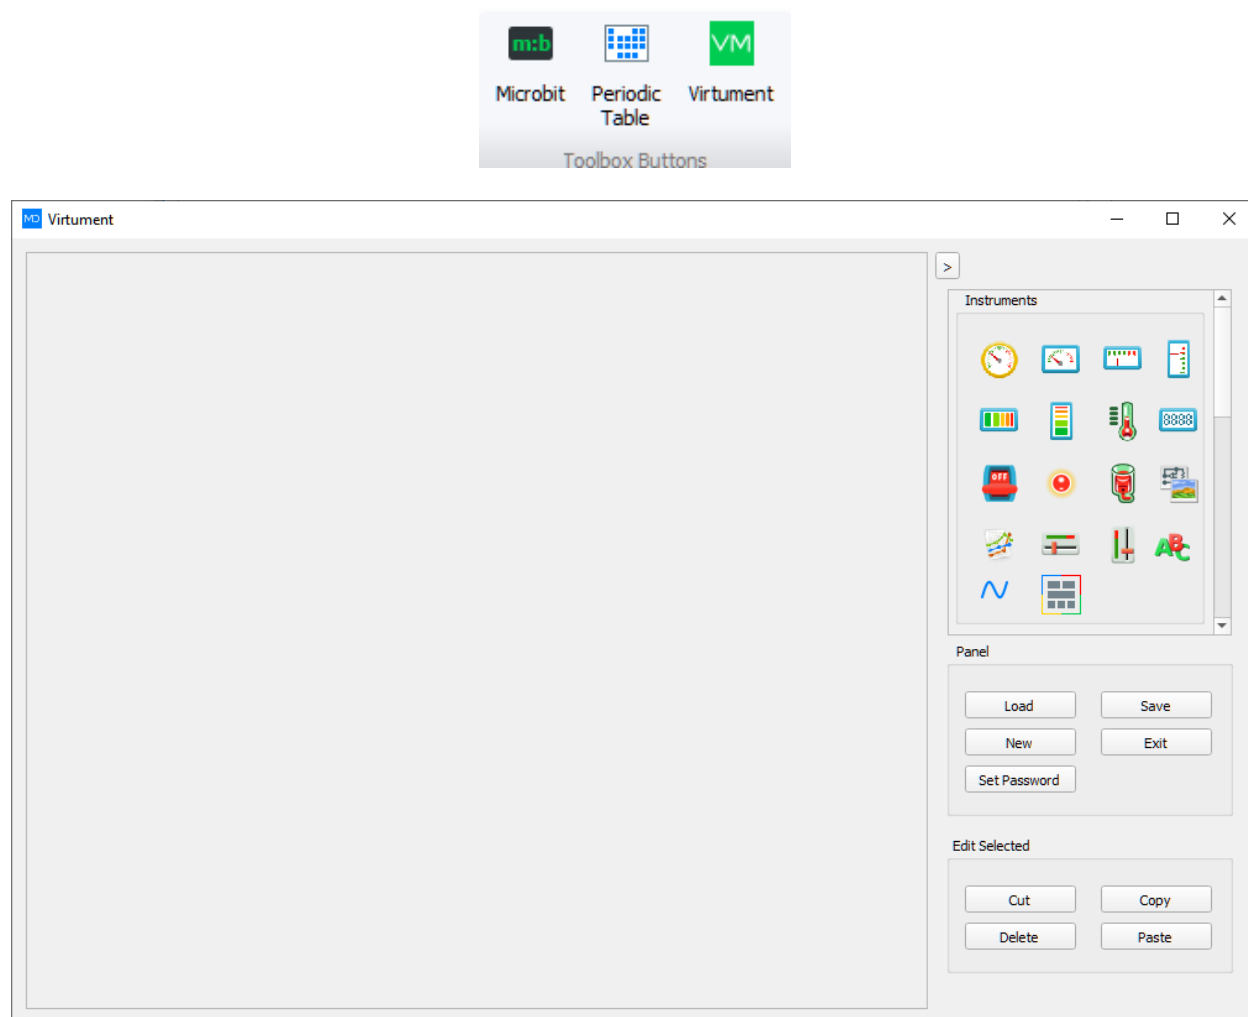 m:b
VM
Microbit
Periodic
Table
Virtument
Toolbox Buttons
MD
Virtument
>
Instruments
8888
OFF
ABC
Panel
Load
Save
New
Exit
Set Password
Edit Selected
Cut
Copy
Delete
Paste